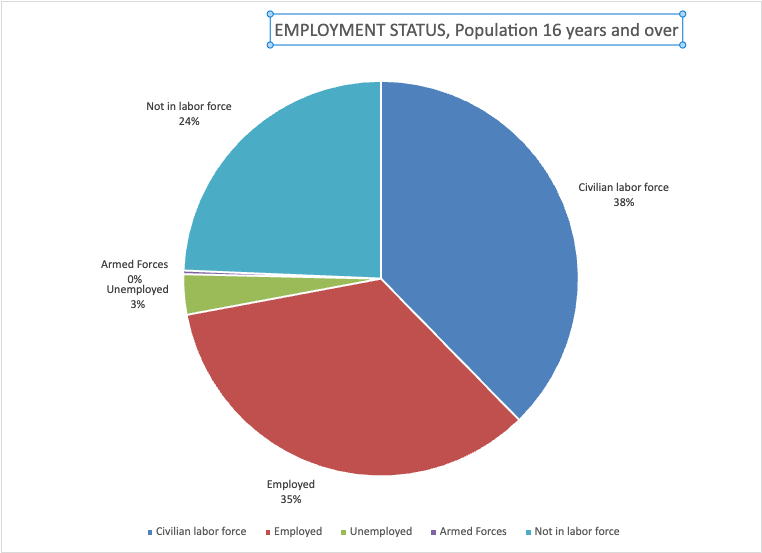 EMPLOYMENT STATUS, Population 16 years and over
Not in labor force
24%
Civilian labor force
38%
Armed Forces
0%
Unemployed
3%
Employed
35%
Civilian labor force
Employed
Unemployed
Armed Forces
Not in labor force